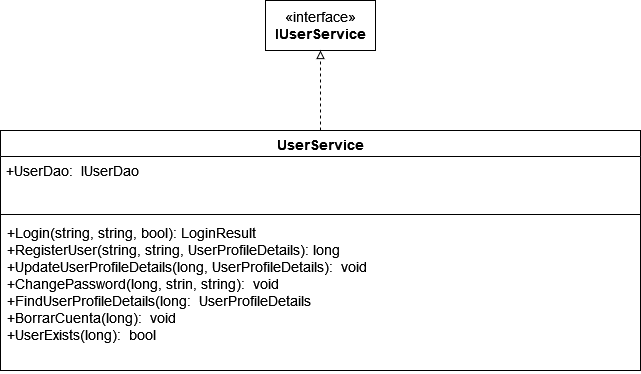 «interface»
IUserService
UserService
+UserDao: IUserDao
+Login(string, string, bool): LoginResult
+RegisterUser(string, string, UserProfileDetails): long
+UpdateUserProfileDetails(long, UserProfileDetails): void
+ChangePassword(long, strin, string): void
+FindUserProfileDetails(long: UserProfileDetails
+BorrarCuenta(long): void
+UserExists(long): bool